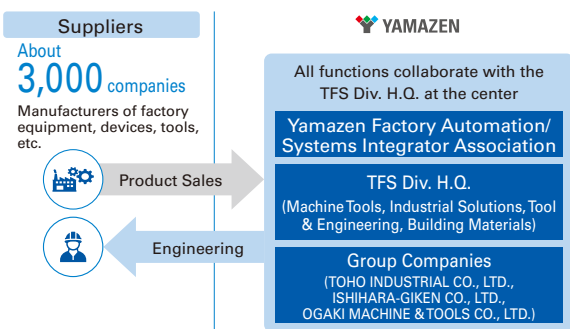 Suppliers
About
3,000 companies
Manufacturers of factory
equipment, devices, tools,
etc.
Product Sales
Engineering
YAMAZEN
All functions collaborate with the
TFS Div. H.Q. at the center
Yamazen Factory Automation/
Systems Integrator Association
TFS Div. H.Q.
(Machine Tools, Industrial Solutions, Tool
& Engineering, Building Materials)
Group Companies
(TOHO INDUSTRIAL CO., LTD.,
ISHIHARA-GIKEN CO., LTD.,
OGAKI MACHINE & TOOLS CO., LTD.)